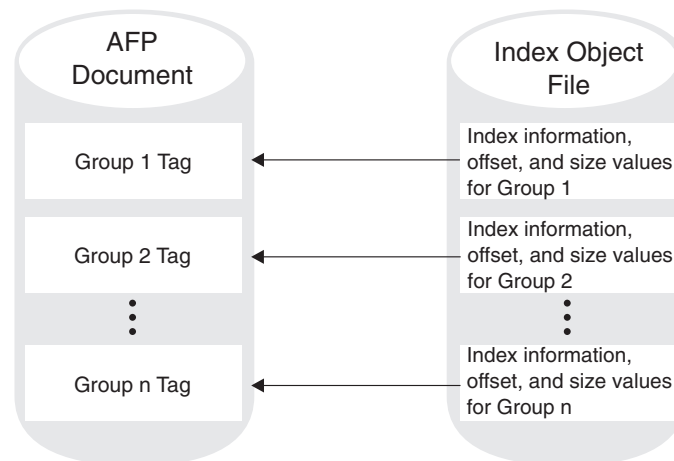 AFP
Document
Index Object
File
Group 1 Tag
Index information,
offset, and size values
for Group 1
Group 2 Tag
Index information,
offset, and size values
for Group 2
Group n Tag
Index information,
offset, and size values
for Group n